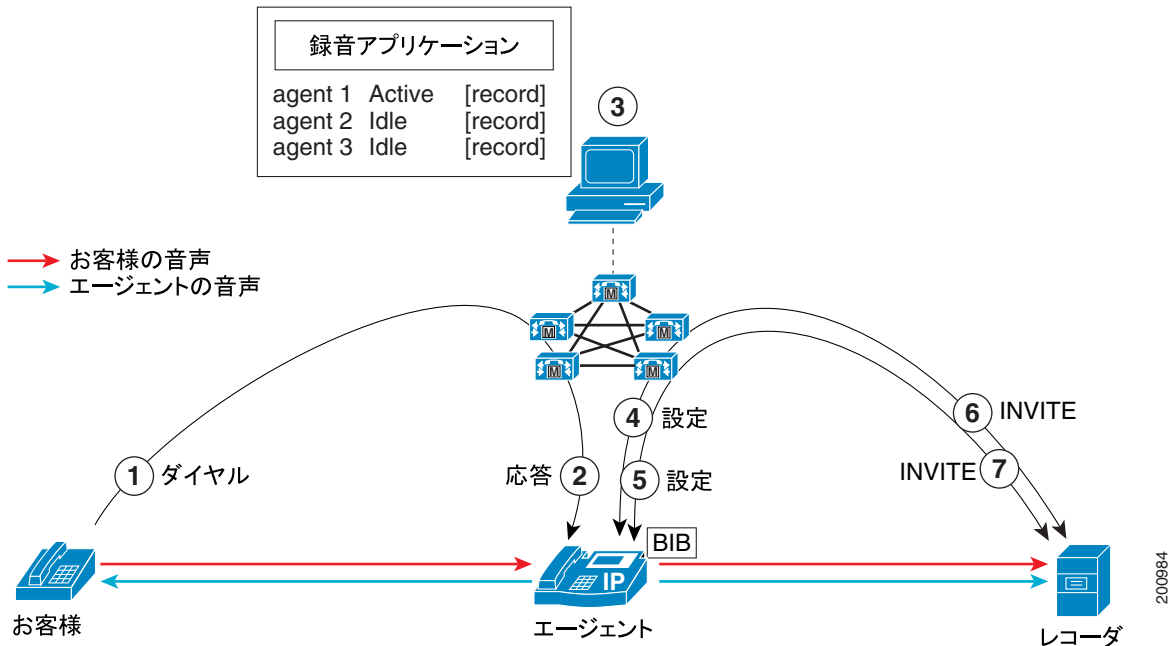 録音アプリケーション
agent 1 Active [record]
agent 2 Idle [record]
agent 3 Idle [record]
3
お客様の音声
エージェントの音声
M
M
M
M
M
1 ダイヤル
応答 2
4 設定
5 設定
6 INVITE
INVITE 7
BIB
IP
お客様
エージェント
レコーダ
200984